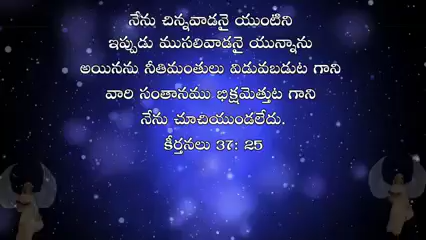 నేను చిన్నవాడనై యుంటిని
ఇప్పుడు ముసలివాడనై యున్నాను
అయినను నీతిమంతులు విడువబడుట గాని
వారి సంతానము భిక్షమెత్తుట గాని
నేను చూచియుండలేదు.
కీర్తనలు 37: 25